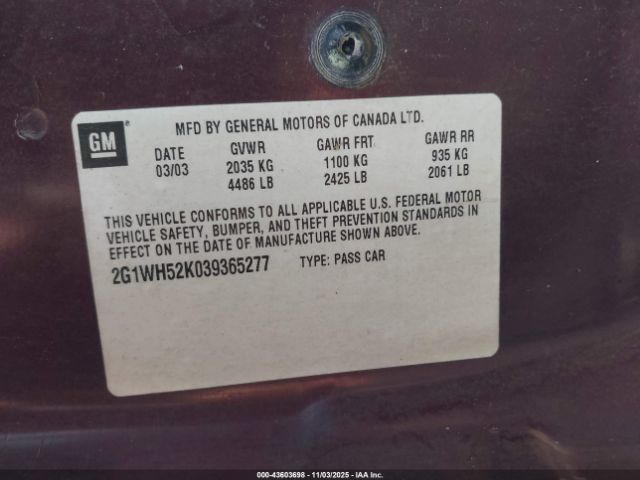 GM®
MFD BY GENERAL MOTORS OF CANADA LTD.
DATE GVWR GAWR FRT GAWR RR
03/03 2035 KG 1100 KG 935 KG
4486 LB 2425 LB 2061 LB
THIS VEHICLE CONFORMS TO ALL APPLICABLE U.S. FEDERAL MOTOR
VEHICLE SAFETY, BUMPER, AND THEFT PREVENTION STANDARDS IN
EFFECT ON THE DATE OF MANUFACTURE SHOWN ABOVE.
2G1WH52K039365277 TYPE: PASS CAR
000-43603698 - 11/03/2025 - IAA Inc.